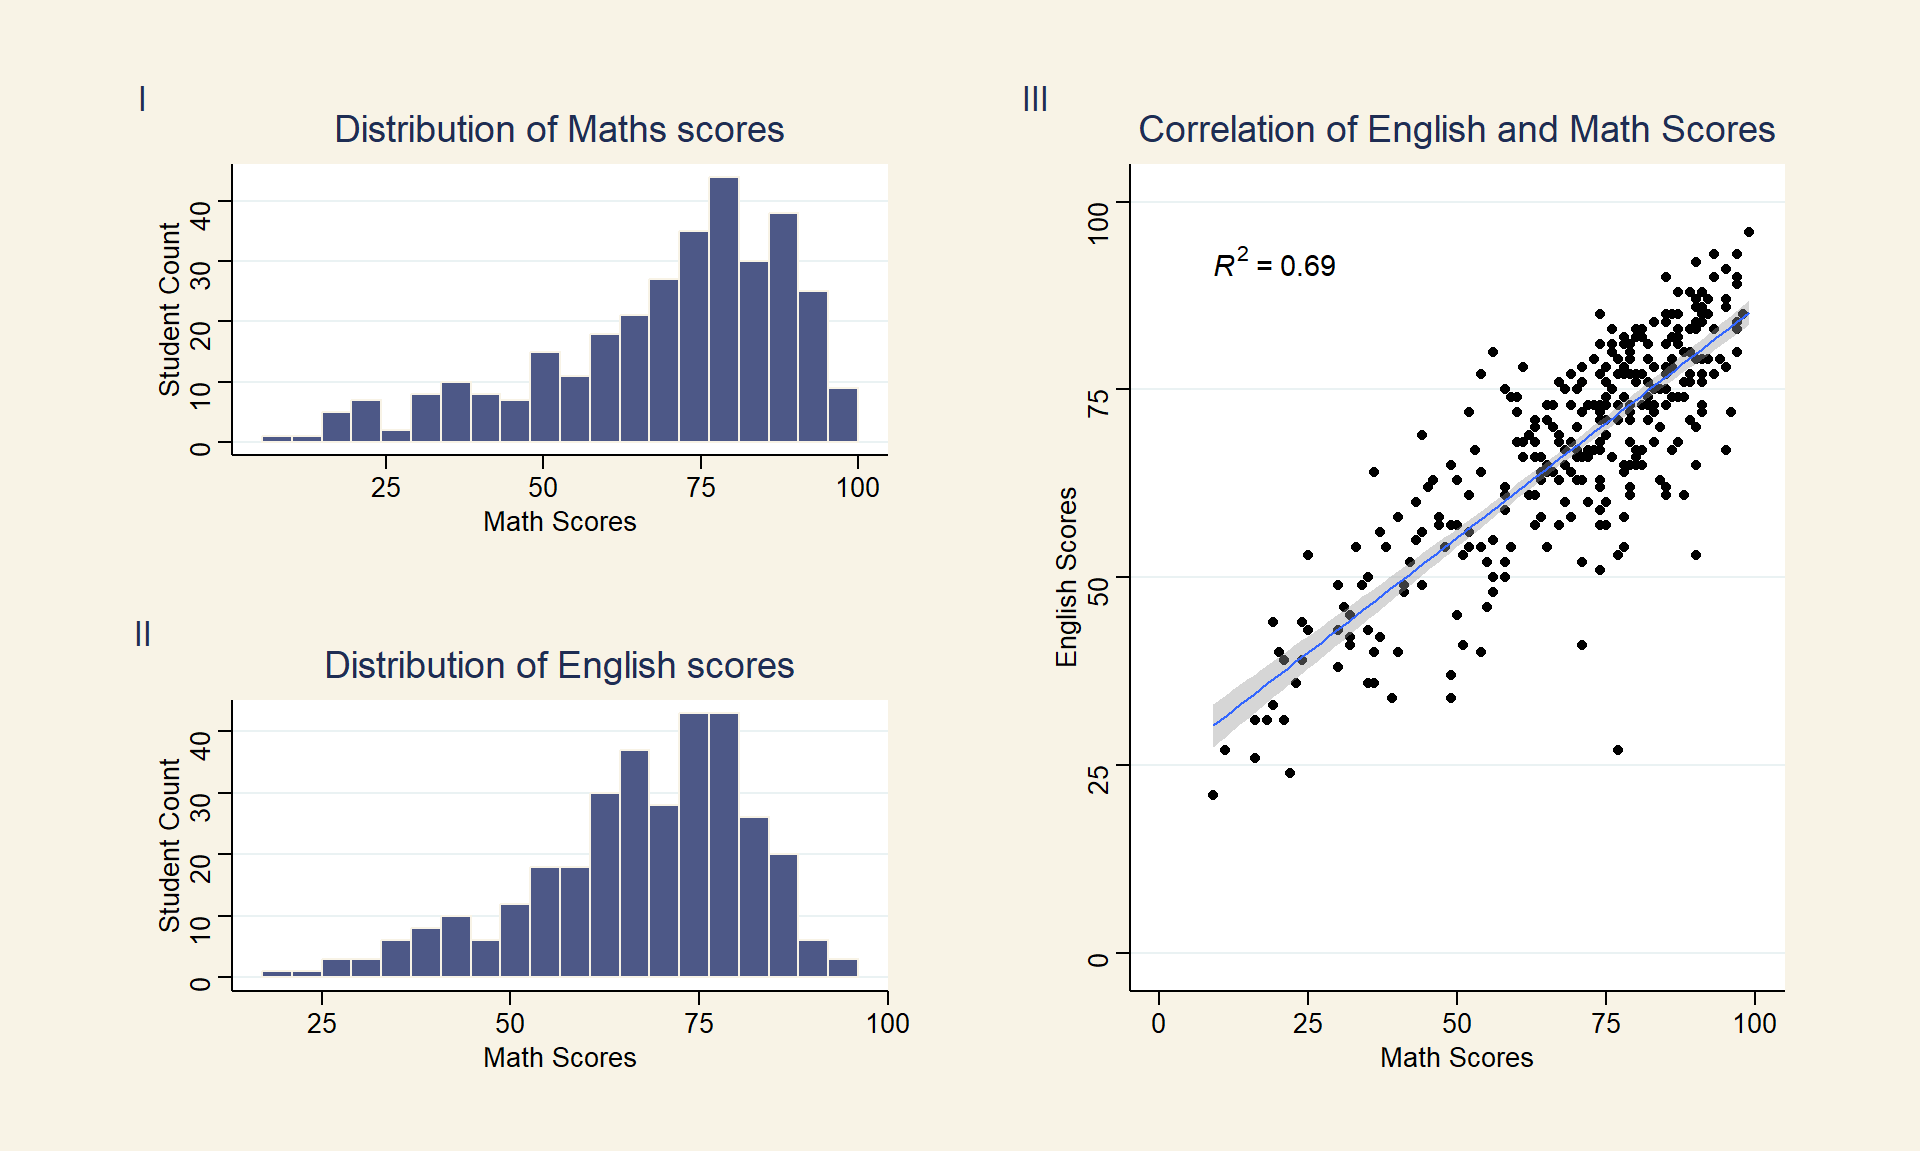 I
Distribution of Maths scores
Student Count
40
30
20
10
0
25 50 75 100
Math Scores
II
Distribution of English scores
Student Count
40
30
20
10
0
25 50 75 100
Math Scores
III
Correlation of English and Math Scores
R² = 0.69
English Scores
100
75
50
25
0
0 25 50 75 100
Math Scores